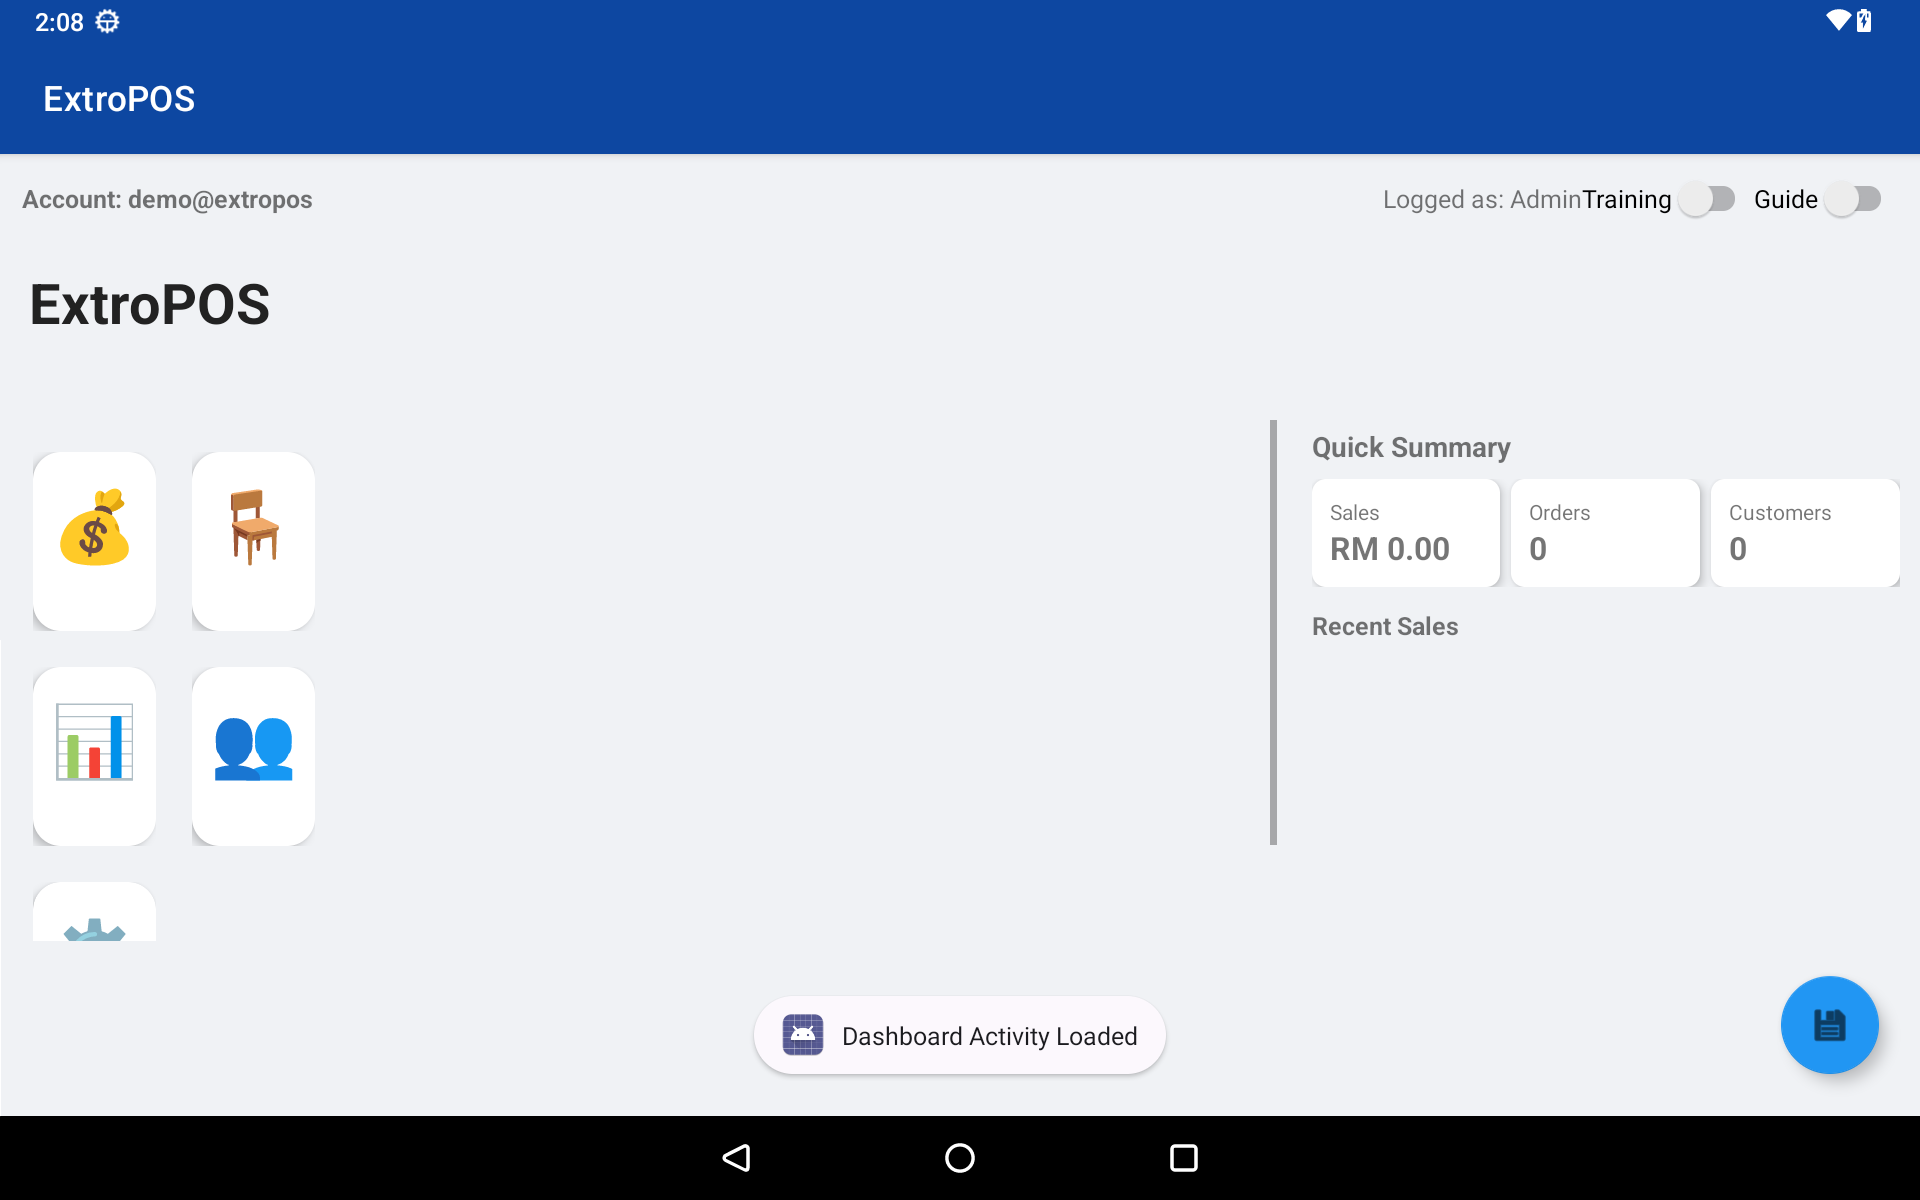 2:08
ExtroPOS
Account: demo@extropos
Logged as: AdminTraining Guide
ExtroPOS
Quick Summary
Sales Orders Customers
RM 0.00 0 0
Recent Sales
Dashboard Activity Loaded